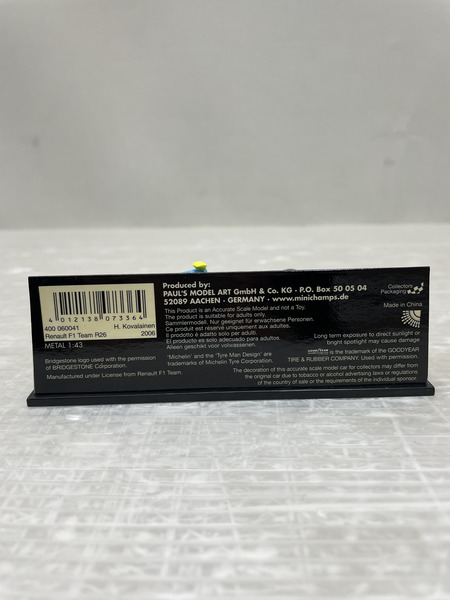 4 012138 073364
400 060041 H. Kovalainen
Renault F1 Team R26 2006
METAL 1:43
Bridgestone logo used with the permission
of BRIDGESTONE Corporation.
Manufactured under License from Renault F1 Team.
Produced by:
PAUL'S MODEL ART GmbH & Co. KG · P.O. Box 50 05 04
52089 AACHEN · GERMANY · www.minichamps.de
This Product is an Accurate Scale Model and not a Toy.
The product is suitable for adults only.
Sammlermodell. Nur geeignet für erwachsene Personen.
Ce produit est réservé uniquement aux adultes.
Il prodotto è adatto solo per adulti.
El producto es solo adecuado para adultos.
Alleen geschikt voor volwassenen.
"Michelin" and the "Tyre Man Design" are
trademarks of Michelin Tyre Corporation.
Collectors
Packaging
Made in China
Long term exposure to direct sunlight or
bright spotlight may cause damage
is the trademark of the GOODYEAR
TIRE & RUBBER COMPANY. Used with permission.
The decoration of this accurate scale model car for collectors may differ from
the original car due to tobacco or alcohol advertising laws or regulations
of the country of sale or the requirements of the individual sponsor.